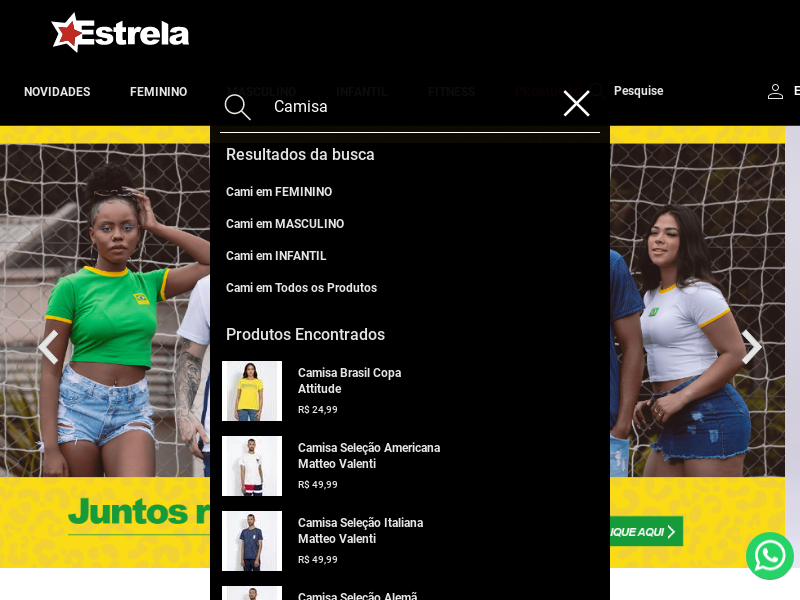 Estrela
NOVIDADES
FEMININO
MASCULINO
INFANTIL
FITNESS
Pesquise
E
Camisa
Resultados da busca
Cami em FEMININO
Cami em MASCULINO
Cami em INFANTIL
Cami em Todos os Produtos
Produtos Encontrados
Camisa Brasil Copa
Attitude
R$ 24,99
Camisa Seleção Americana
Matteo Valenti
R$ 49,99
Camisa Seleção Italiana
Matteo Valenti
R$ 49,99
Camisa Seleção Alemã
Juntos r
IQUE AQUI